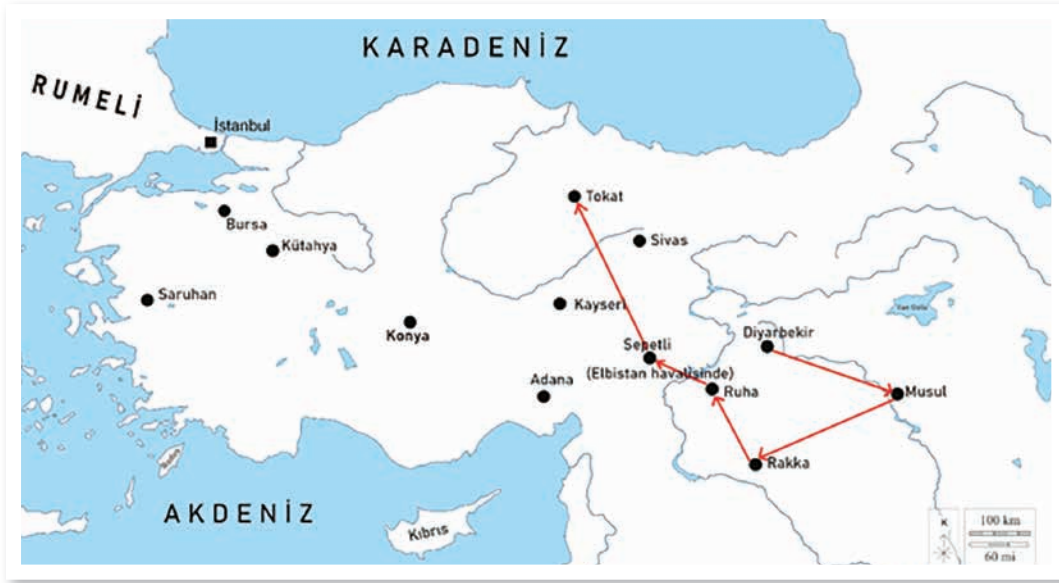 KARADENİZ
RUMELİ
İstanbul
Tokat
Bursa
Sivas
Kütahya
Saruhan
Kayseri
Konya
Diyarbekir
Sepetli
(Elbistan havalisinde)
Adana
Ruha
Musul
Rakka
AKDENİZ
Kıbrıs
K
100 km
60 mi